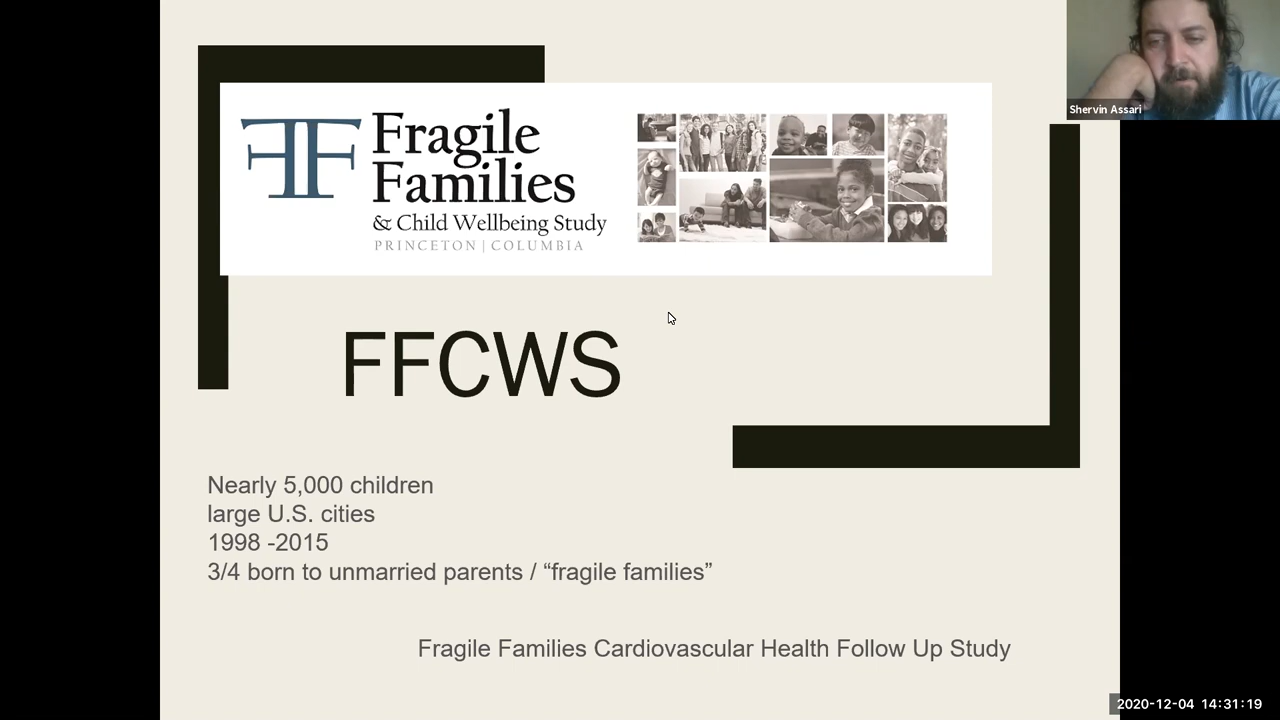 Shervin Assari
Fragile
Families
& Child Wellbeing Study
PRINCETON | COLUMBIA
FFCWS
Nearly 5,000 children
large U.S. cities
1998 -2015
3/4 born to unmarried parents / “fragile families”
Fragile Families Cardiovascular Health Follow Up Study
2020-12-04 14:31:19